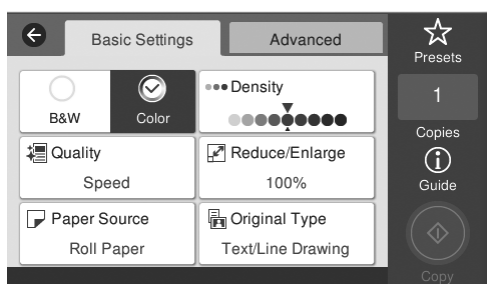 Basic Settings
Advanced
Presets
B&W
Color
Density
1
Copies
Quality
Speed
Reduce/Enlarge
100%
Guide
Paper Source
Roll Paper
Original Type
Text/Line Drawing
Copy